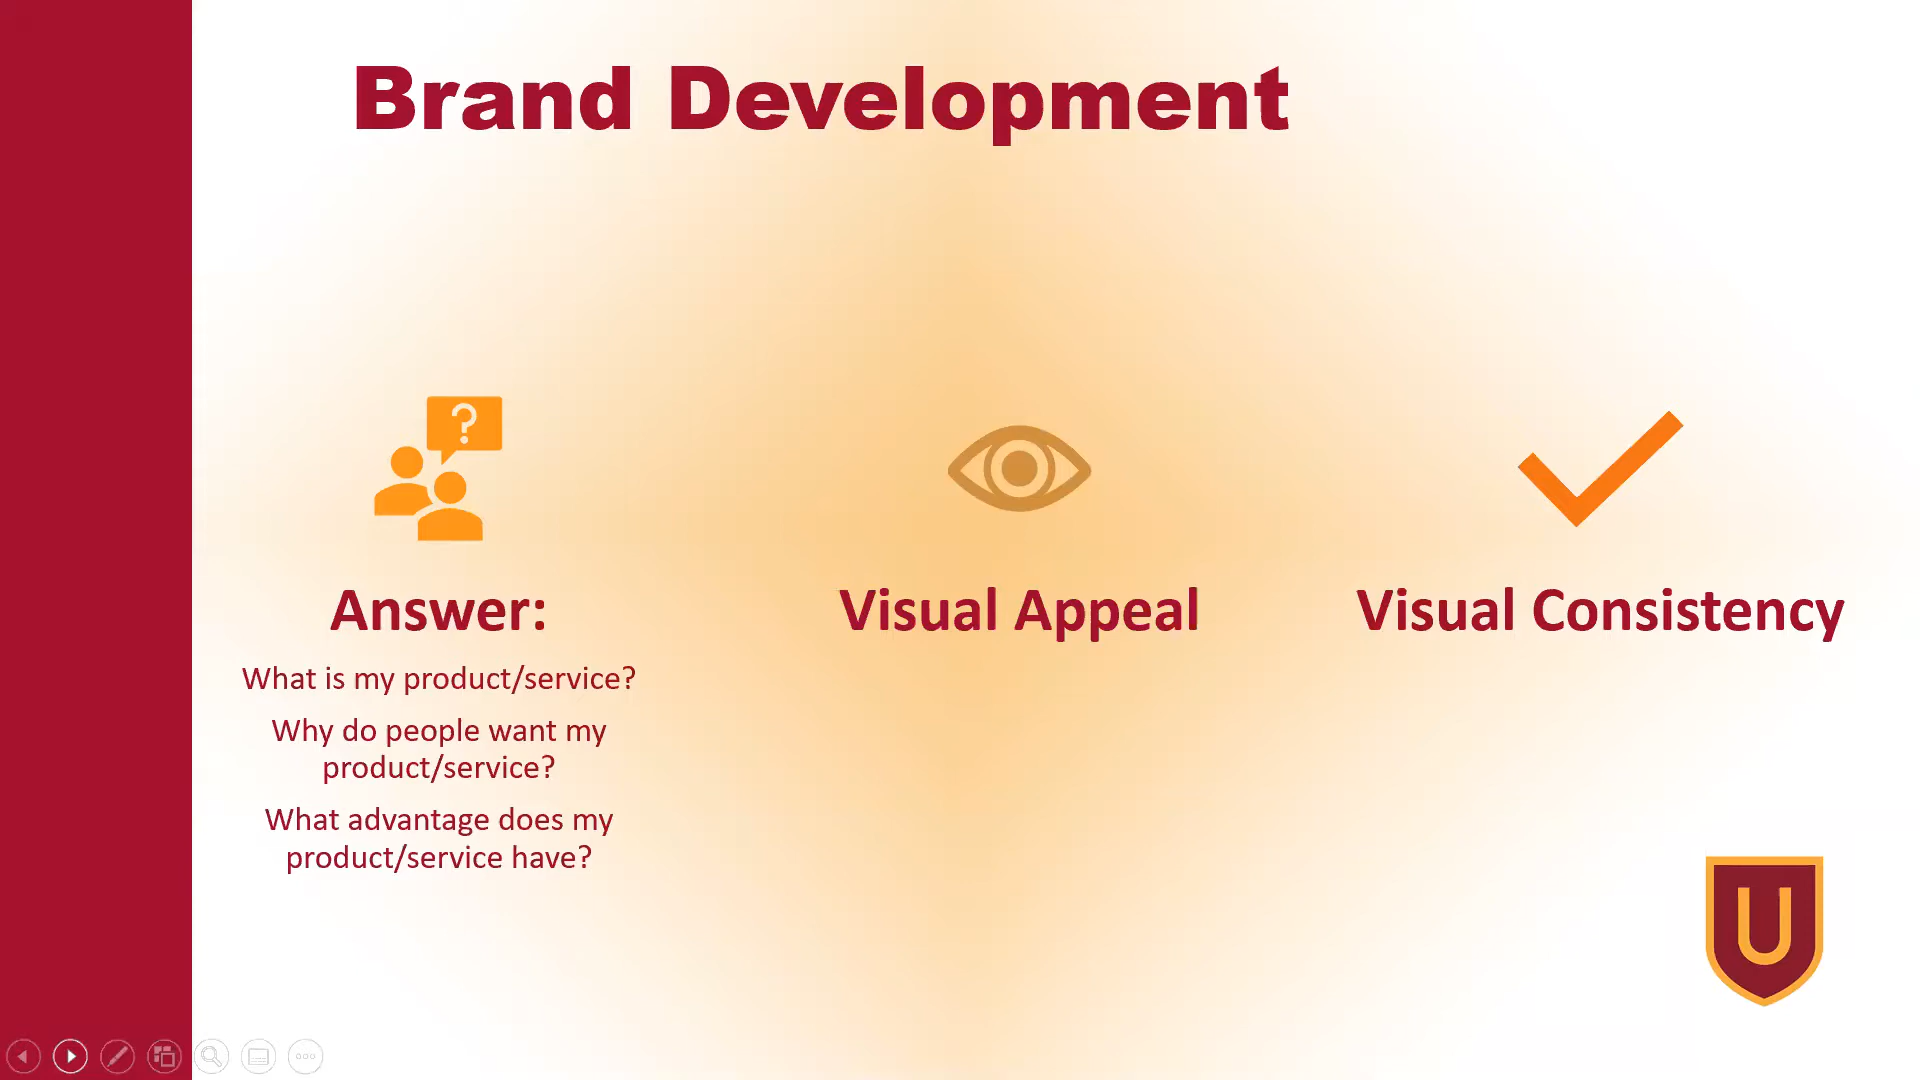 Brand Development
?
Answer:
What is my product/service?
Why do people want my
product/service?
What advantage does my
product/service have?
Visual Appeal
Visual Consistency
U